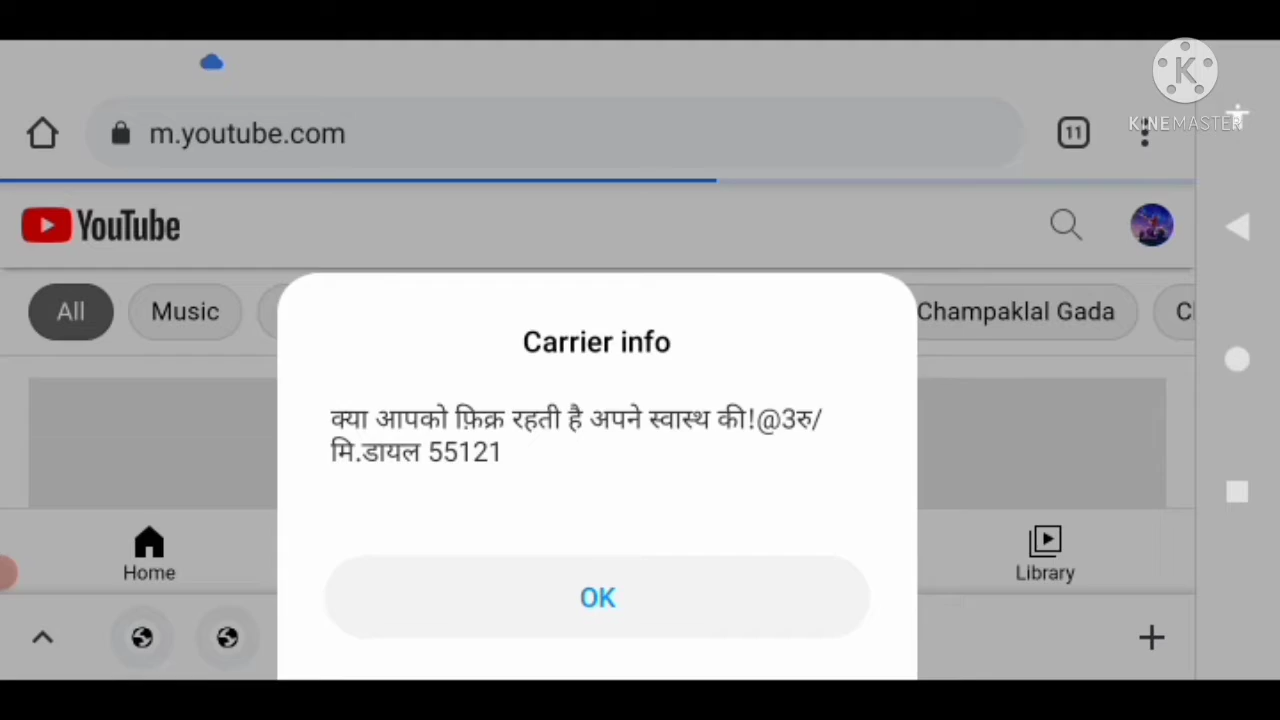 K
KINEMASTER
m.youtube.com
11
YouTube
All
Music
Champaklal Gada
Carrier info
क्या आपको फ़िक्र रहती है अपने स्वास्थ की!@3रु/
मि.डायल 55121
OK
Home
Library